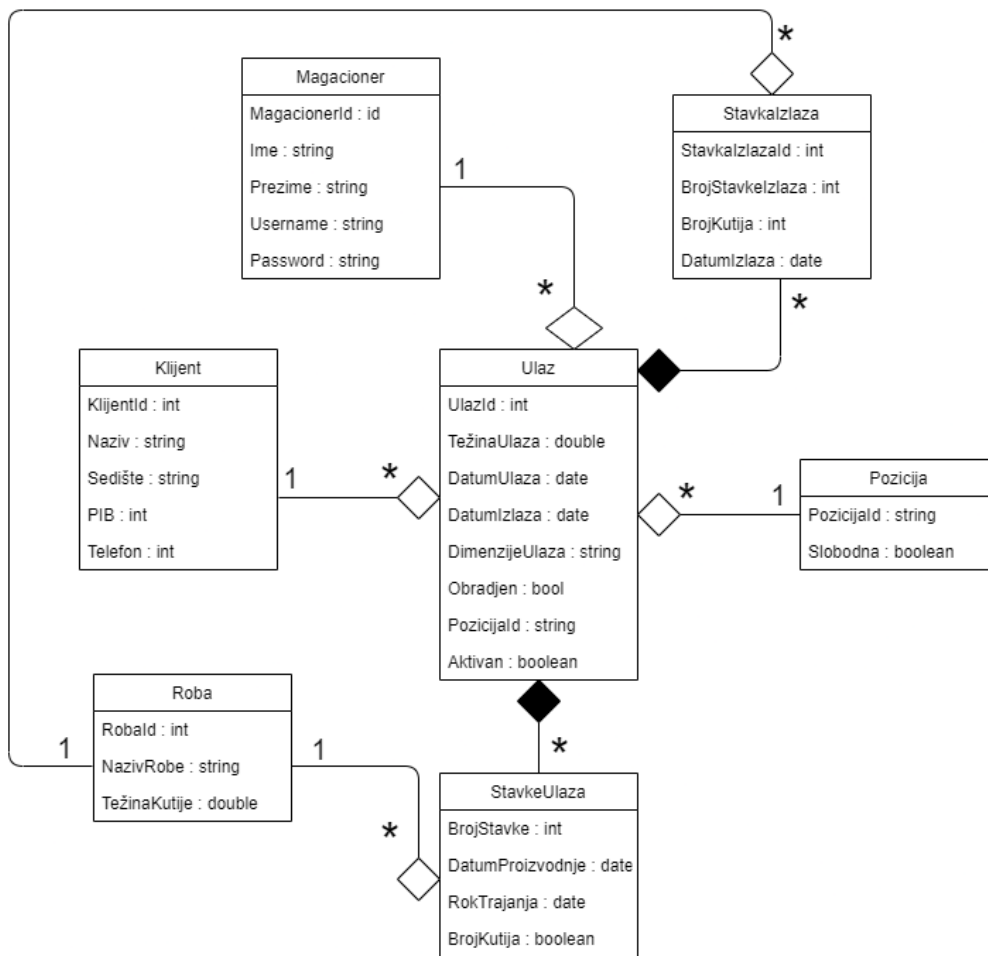 *
Magacioner
MagacionerId : id
Ime : string
Prezime : string
Username : string
Password : string
1
*
StavkaIzlaza
StavkaIzlazaId : int
BrojStavkeIzlaza : int
BrojKutija : int
DatumIzlaza : date
*
Klijent
KlijentId : int
Naziv : string
Sedište : string
PIB : int
Telefon : int
1
*
Ulaz
UlazId : int
TežinaUlaza : double
DatumUlaza : date
DatumIzlaza : date
DimenzijeUlaza : string
Obradjen : bool
PozicijaId : string
Aktivan : boolean
*
1
Pozicija
PozicijaId : string
Slobodna : boolean
1
Roba
RobaId : int
NazivRobe : string
TežinaKutije : double
1
*
*
StavkeUlaza
BrojStavke : int
DatumProizvodnje : date
RokTrajanja : date
BrojKutija : boolean